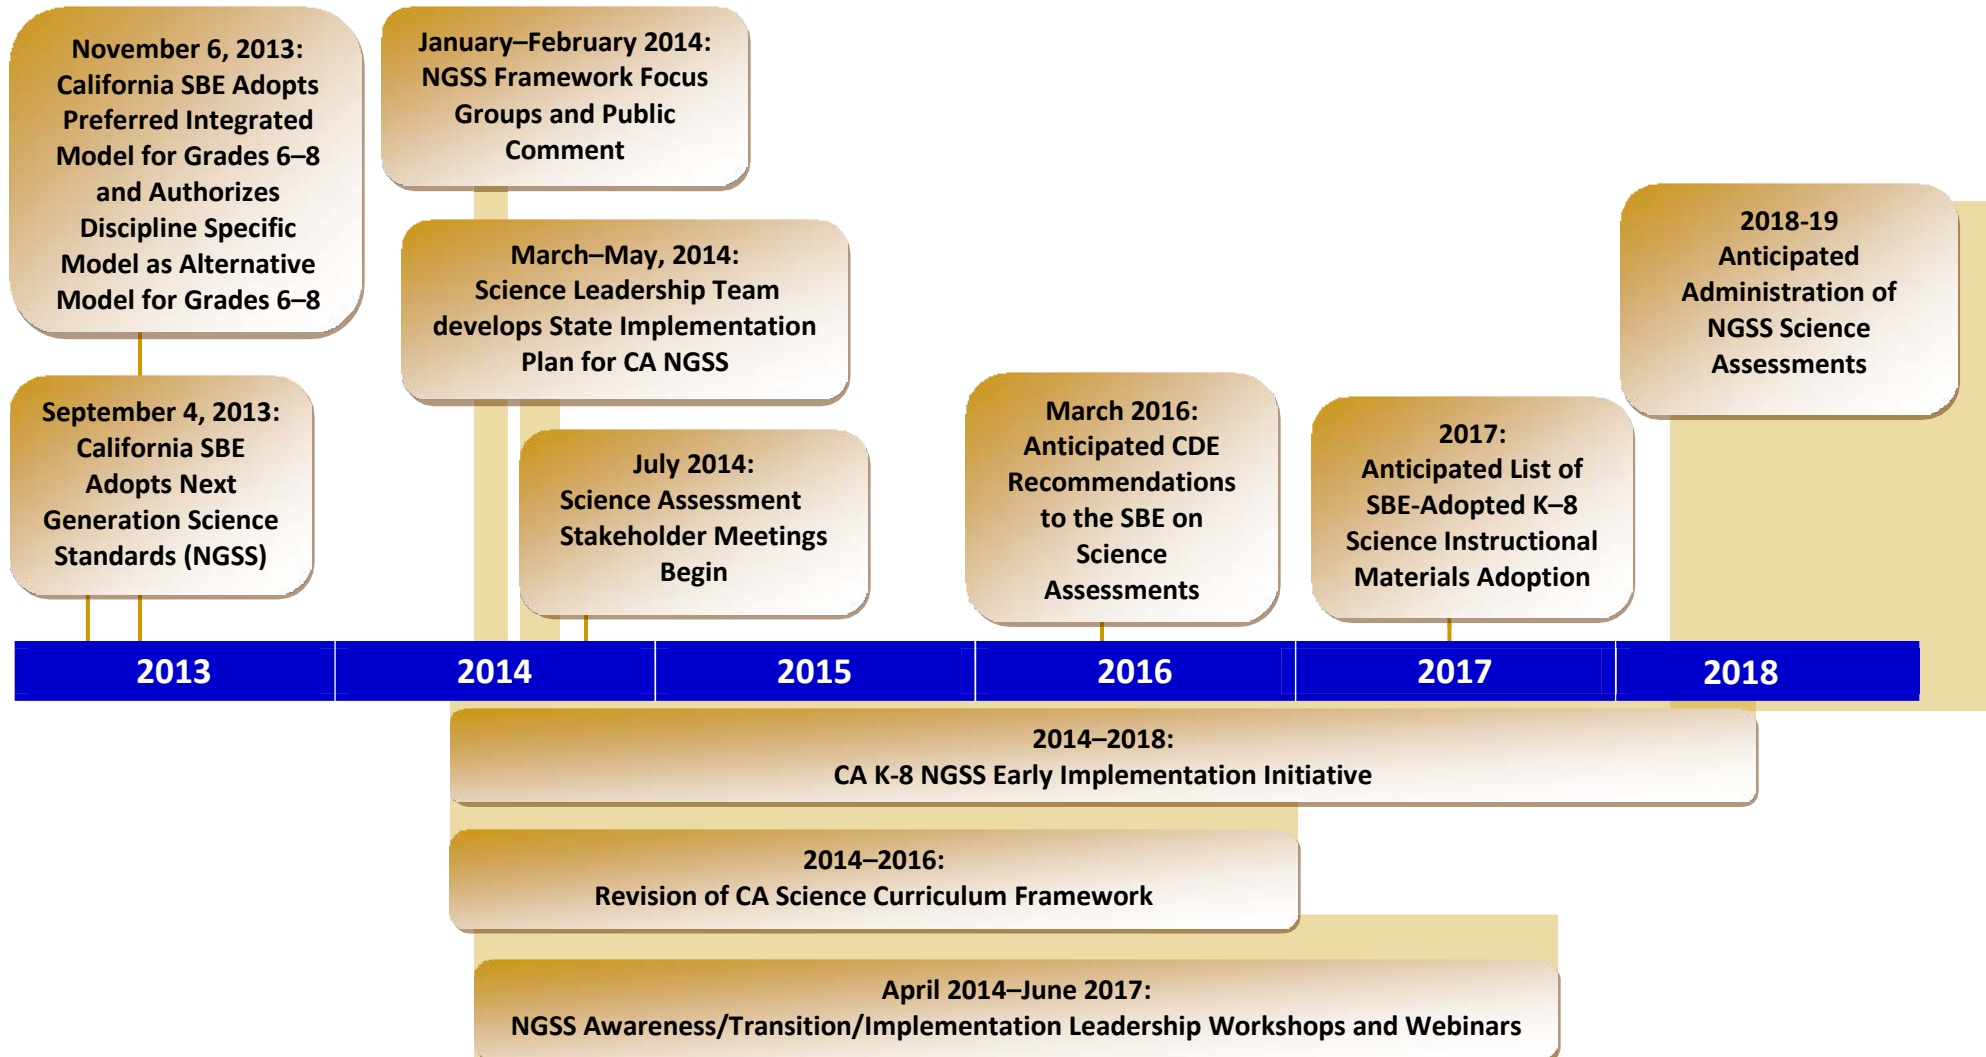 November 6, 2013:
California SBE Adopts
Preferred Integrated
Model for Grades 6–8
and Authorizes
Discipline Specific
Model as Alternative
Model for Grades 6–8
September 4, 2013:
California SBE
Adopts Next
Generation Science
Standards (NGSS)
January–February 2014:
NGSS Framework Focus
Groups and Public
Comment
March–May, 2014:
Science Leadership Team
develops State Implementation
Plan for CA NGSS
July 2014:
Science Assessment
Stakeholder Meetings
Begin
March 2016:
Anticipated CDE
Recommendations
to the SBE on
Science
Assessments
2017:
Anticipated List of
SBE-Adopted K–8
Science Instructional
Materials Adoption
2018-19
Anticipated
Administration of
NGSS Science
Assessments
2013
2014
2015
2016
2017
2018
2014–2018:
CA K-8 NGSS Early Implementation Initiative
2014–2016:
Revision of CA Science Curriculum Framework
April 2014–June 2017:
NGSS Awareness/Transition/Implementation Leadership Workshops and Webinars